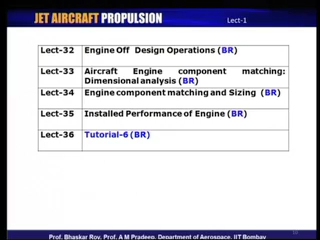 JET AIRCRAFT PROPULSION
Lect-1
Lect-32 Engine Off Design Operations (BR)
Lect-33 Aircraft Engine component matching:
Dimensional analysis (BR)
Lect-34 Engine component matching and Sizing (BR)
Lect-35 Installed Performance of Engine (BR)
Lect-36 Tutorial-6 (BR)
Prof. Bhaskar Roy, Prof. A M Pradeep, Department of Aerospace, IIT Bombay